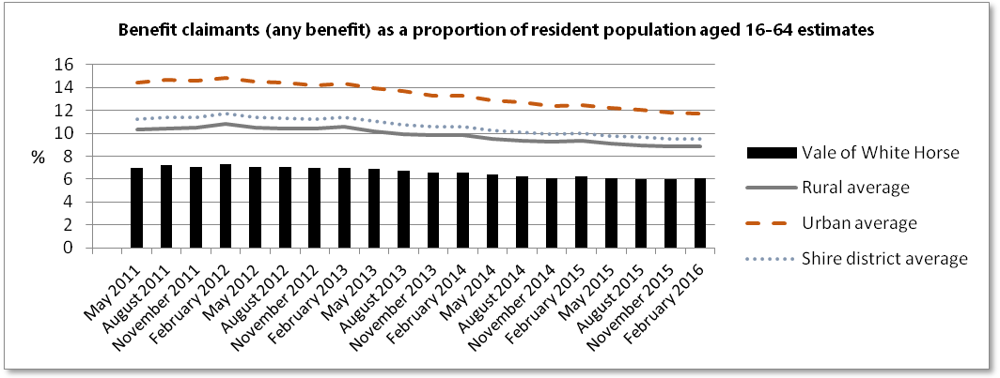 Benefit claimants (any benefit) as a proportion of resident population aged 16-64 estimates
16
14
12
10
8
6
4
2
0
%
May 2011
August 2011
November 2011
February 2012
May 2012
August 2012
November 2012
February 2013
May 2013
August 2013
November 2013
February 2014
May 2014
August 2014
November 2014
February 2015
May 2015
August 2015
November 2015
February 2016
Vale of White Horse
Rural average
Urban average
Shire district average